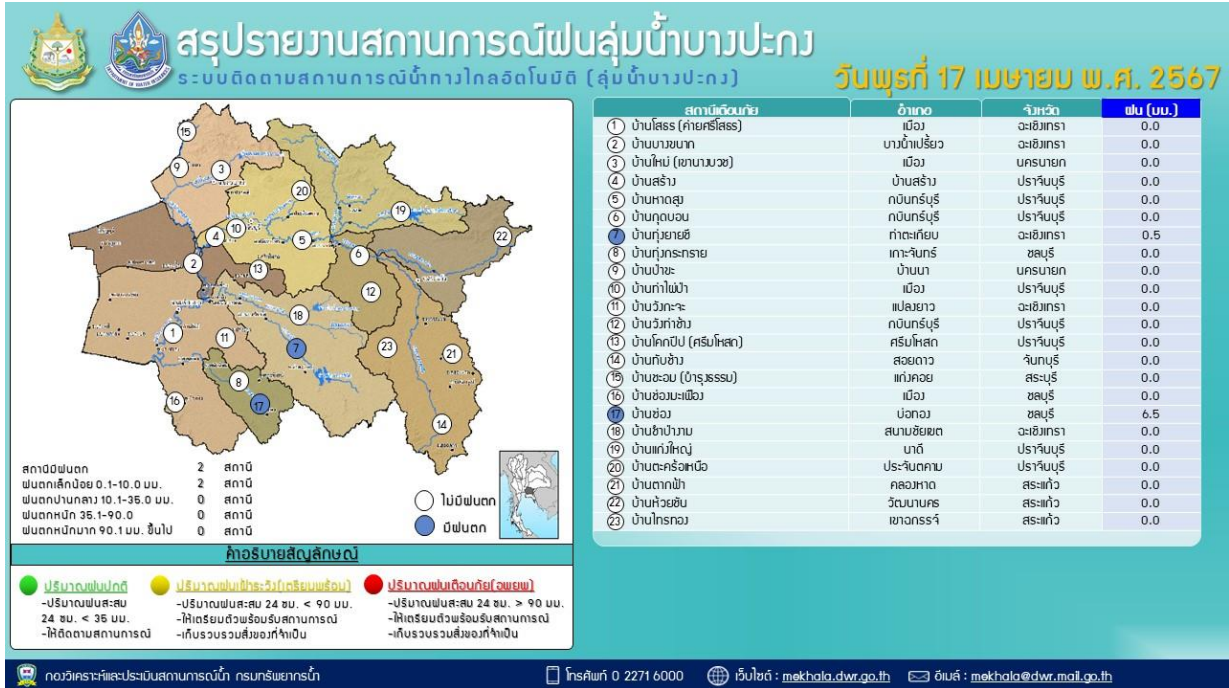 สรุปรายงานสถานการณ์ฝนลุ่มน้ำบางปะกง
ระบบติดตามสถานการณ์น้ำทางไกลอัตโนมัติ (ลุ่มน้ำบางปะกง)
วันพุธที่ 17 เมษายน พ.ศ. 2567
สถานีเตือนภัย อำเภอ จังหวัด ฝน (มม.)
1 บ้านโสธร (ค่ายศรีโสธร) เมือง ฉะเชิงเทรา 0.0
2 บ้านบางขนาก บางน้ำเปรี้ยว ฉะเชิงเทรา 0.0
3 บ้านใหม่ (เขานางบวช) เมือง นครนายก 0.0
4 บ้านสร้าง บ้านสร้าง ปราจีนบุรี 0.0
5 บ้านหาดสูง กบินทร์บุรี ปราจีนบุรี 0.0
6 บ้านกุดบอน กบินทร์บุรี ปราจีนบุรี 0.0
7 บ้านทุ่งยายชี ท่าตะเกียบ ฉะเชิงเทรา 0.5
8 บ้านทุ่งกระทราย เกาะจันทร์ ชลบุรี 0.0
9 บ้านป่าขะ บ้านนา นครนายก 0.0
10 บ้านท่าไผ่ป่า เมือง ปราจีนบุรี 0.0
11 บ้านวังกะจะ แปลงยาว ฉะเชิงเทรา 0.0
12 บ้านวังท่าช้าง กบินทร์บุรี ปราจีนบุรี 0.0
13 บ้านโคกปีป (ศรีมโหสถ) ศรีมโหสถ ปราจีนบุรี 0.0
14 บ้านทับช้าง สอยดาว จันทบุรี 0.0
15 บ้านชะอม (บำรุงธรรม) แก่งคอย สระบุรี 0.0
16 บ้านช่องมะเฟือง เมือง ชลบุรี 0.0
17 บ้านช่อง บ่อทอง ชลบุรี 6.5
18 บ้านชำป่างาม สนามชัยเขต ฉะเชิงเทรา 0.0
19 บ้านแก่งใหญ่ นาดี ปราจีนบุรี 0.0
20 บ้านตะคร้อเหนือ ประจันตคาม ปราจีนบุรี 0.0
21 บ้านตากฟ้า คลองหาด สระแก้ว 0.0
22 บ้านห้วยชัน วัฒนานคร สระแก้ว 0.0
23 บ้านไทรทอง เขาฉกรรจ์ สระแก้ว 0.0
สถานีมีฝนตก 2 สถานี
ฝนตกเล็กน้อย 0.1-10.0 มม. 2 สถานี
ฝนตกปานกลาง 10.1-35.0 มม. 0 สถานี
ฝนตกหนัก 35.1-90.0 0 สถานี
ฝนตกหนักมาก 90.1 มม. ขึ้นไป 0 สถานี
ไม่มีฝนตก
มีฝนตก
คำอธิบายสัญลักษณ์
ปริมาณฝนปกติ
-ปริมาณฝนสะสม
24 ชม. < 35 มม.
-ให้ติดตามสถานการณ์
ปริมาณฝนเฝ้าระวัง(เตรียมพร้อม)
-ปริมาณฝนสะสม 24 ชม. < 90 มม.
-ให้เตรียมตัวพร้อมรับสถานการณ์
-เก็บรวบรวมสิ่งของที่จำเป็น
ปริมาณฝนเตือนภัย(อพยพ)
-ปริมาณฝนสะสม 24 ชม. > 90 มม.
-ให้เตรียมตัวพร้อมรับสถานการณ์
-เก็บรวบรวมสิ่งของที่จำเป็น
กองวิเคราะห์และประเมินสถานการณ์น้ำ กรมทรัพยากรน้ำ
โทรศัพท์ 0 2271 6000
เว็บไซต์ : mekhala.dwr.go.th
อีเมล์ : mekhala@dwr.mail.go.th